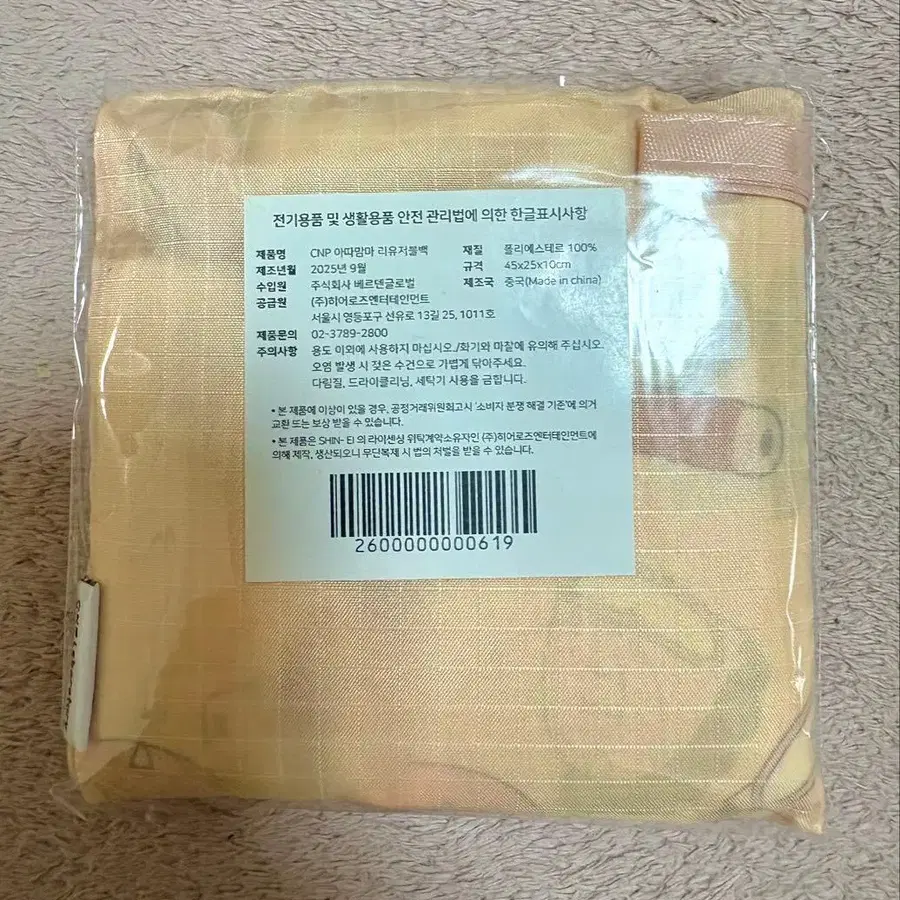 전기용품 및 생활용품 안전 관리법에 의한 한글표시사항
제품명 CNP 아따맘마 리유저블백 재질 폴리에스테르 100%
제조년월 2025년 9월 규격 45x25x10cm
수입원 주식회사 베르덴글로벌 제조국 중국(Made in china)
공급원 (주)히어로즈엔터테인먼트
서울시 영등포구 선유로 13길 25, 1011호
제품문의 02-3789-2800
주의사항 용도 이외에 사용하지 마십시오./화기와 마찰에 유의해 주십시오.
오염 발생 시 젖은 수건으로 가볍게 닦아주세요.
다림질, 드라이클리닝, 세탁기 사용을 금합니다.
• 본 제품에 이상이 있을 경우, 공정거래위원회고시 '소비자 분쟁 해결 기준'에 의거
교환 또는 보상 받을 수 있습니다.
• 본 제품은 SHIN- EI 의 라이센싱 위탁계약소유자인 (주)히어로즈엔터테인먼트에
의해 제작, 생산되오니 무단복제 시 법의 처벌을 받을 수 있습니다.
2600000000619